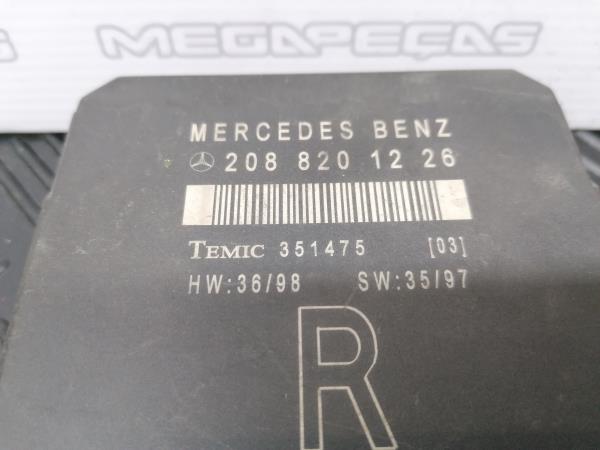 MEGAPEÇAS
MERCEDES BENZ
208 820 12 26
TEMIC 351475 [03]
HW:36/98 SW:35/97
R